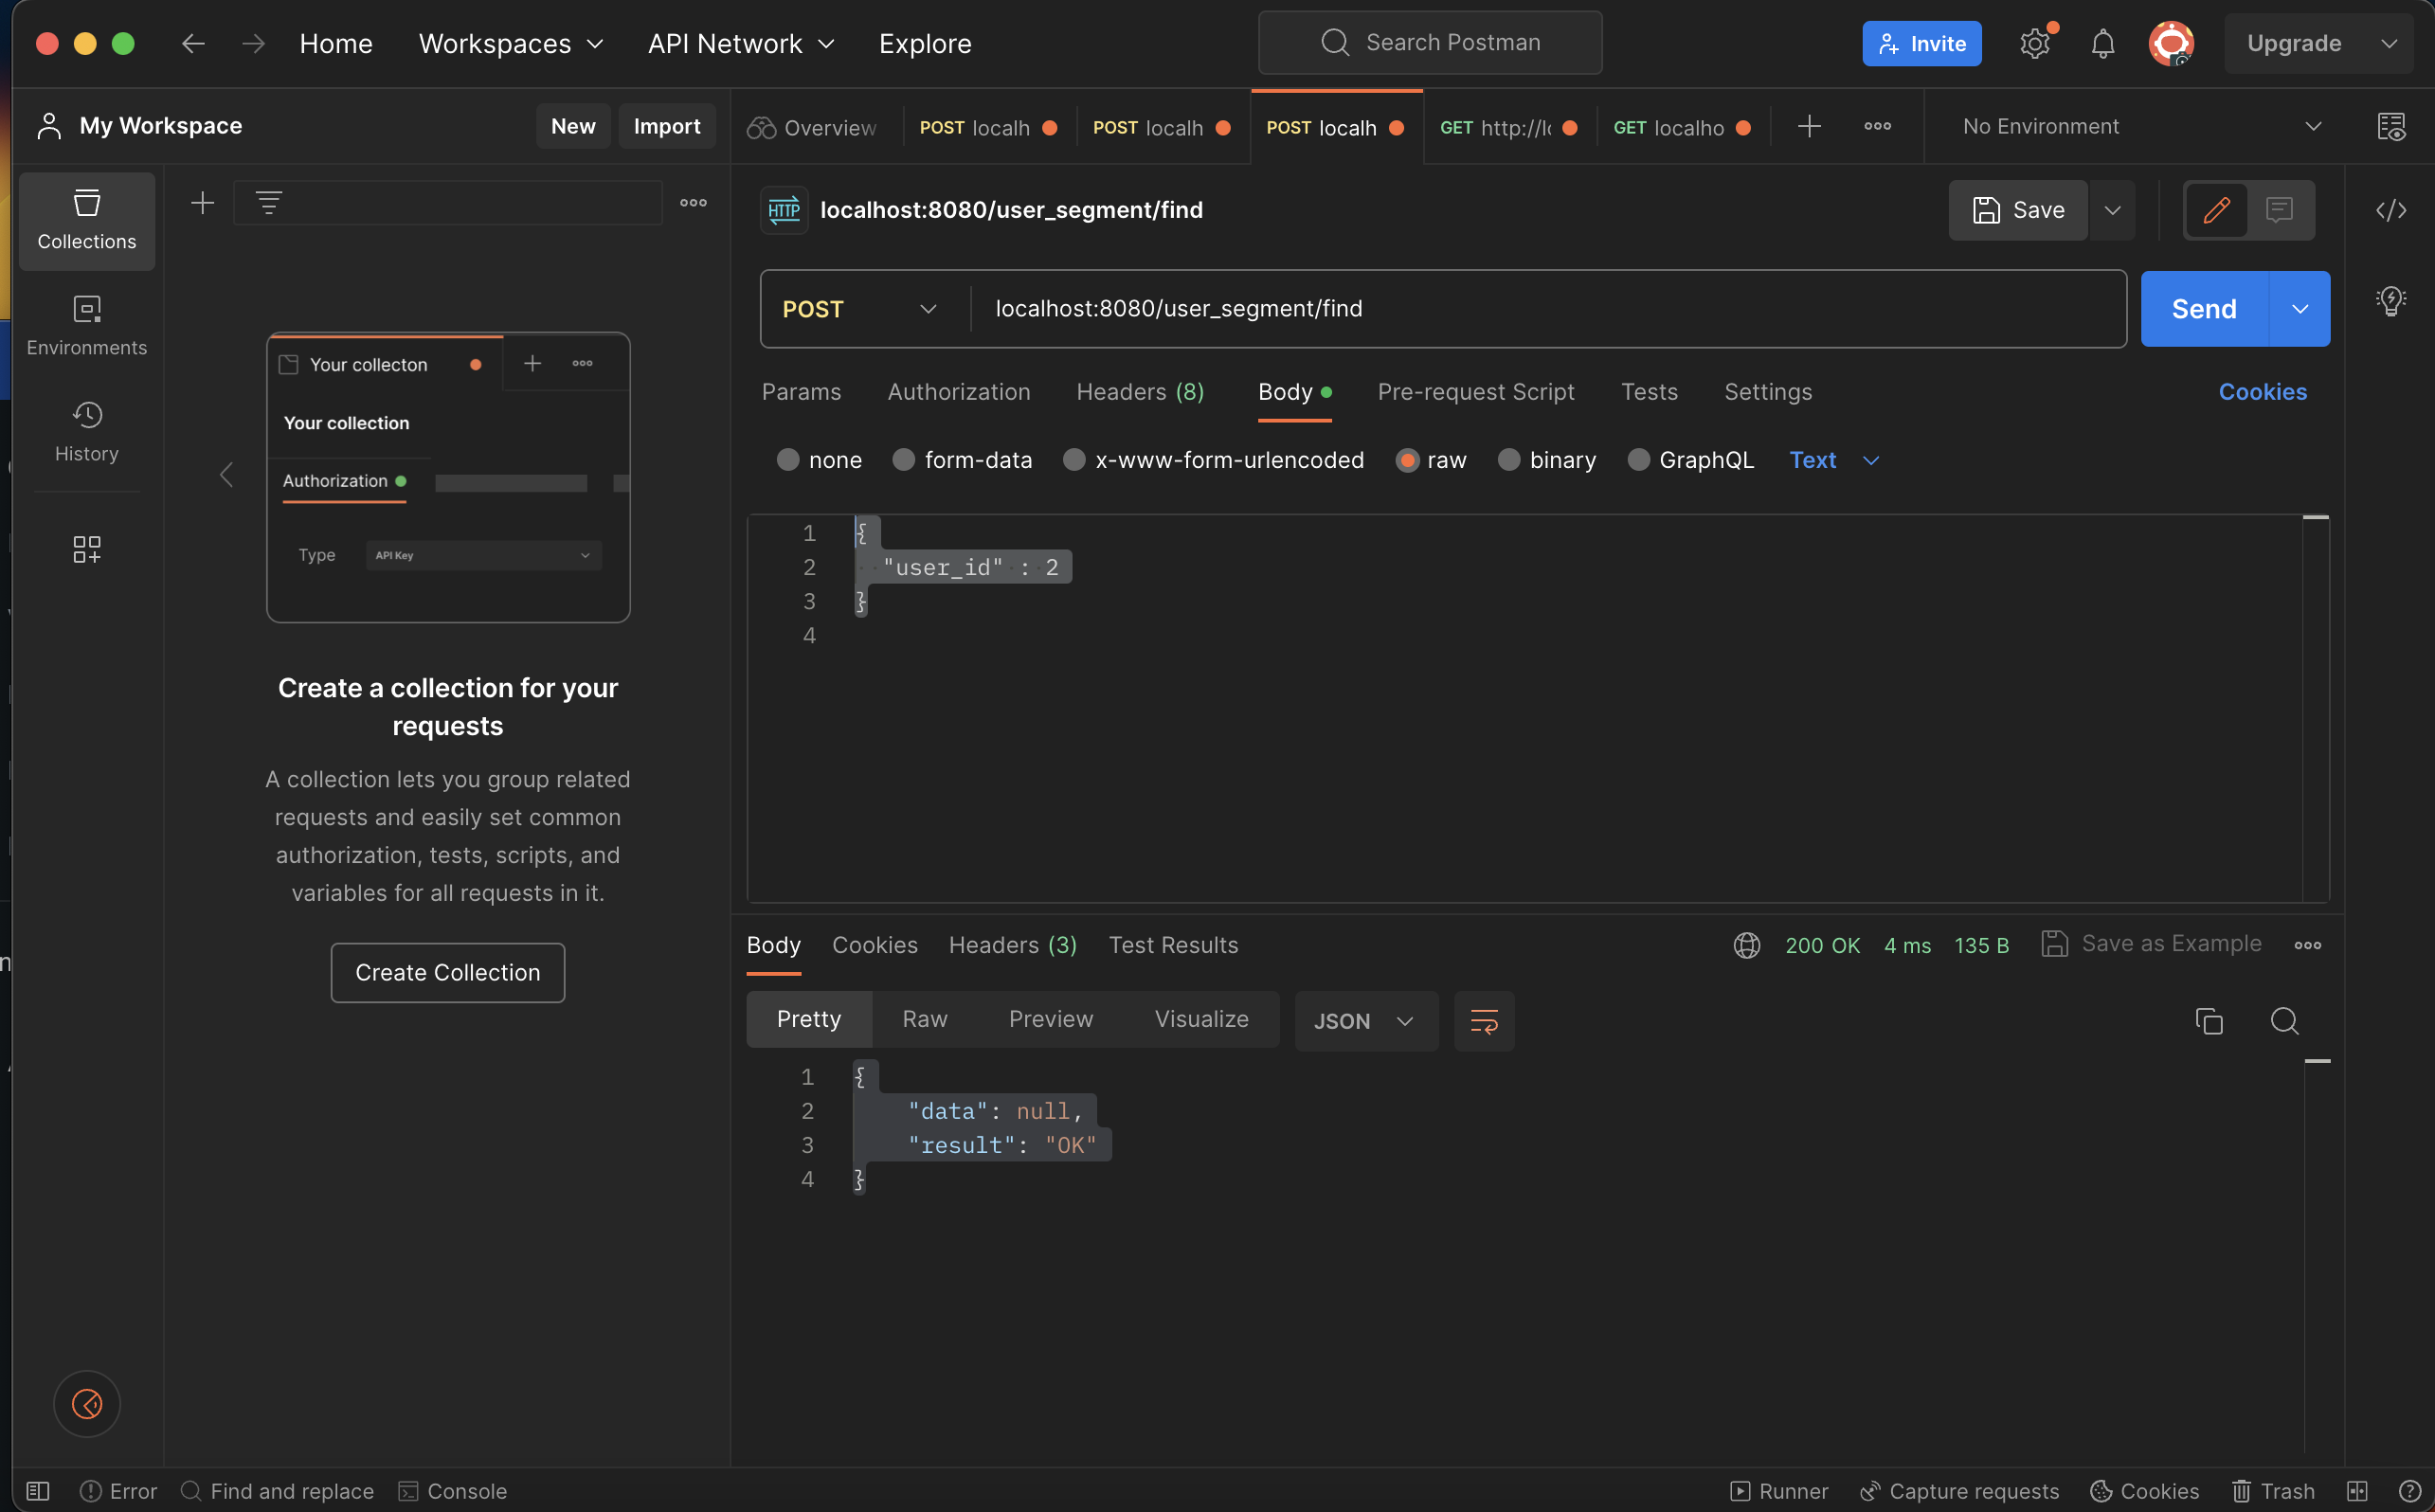 Home Workspaces API Network Explore Search Postman Invite Upgrade
My Workspace New Import Overview POST localh POST localh POST localh GET http://lo GET localho No Environment
Collections
Environments
History
Your collecton
Your collection
Authorization
Type API Key
Create a collection for your
requests
A collection lets you group related
requests and easily set common
authorization, tests, scripts, and
variables for all requests in it.
Create Collection
HTTP localhost:8080/user_segment/find Save
POST localhost:8080/user_segment/find Send
Params Authorization Headers (8) Body Pre-request Script Tests Settings Cookies
none form-data x-www-form-urlencoded raw binary GraphQL Text
1 {
2 "user_id" : 2
3 }
4
Body Cookies Headers (3) Test Results 200 OK 4 ms 135 B Save as Example
Pretty Raw Preview Visualize JSON
1 {
2 "data": null,
3 "result": "OK"
4 }
Error Find and replace Console Runner Capture requests Cookies Trash